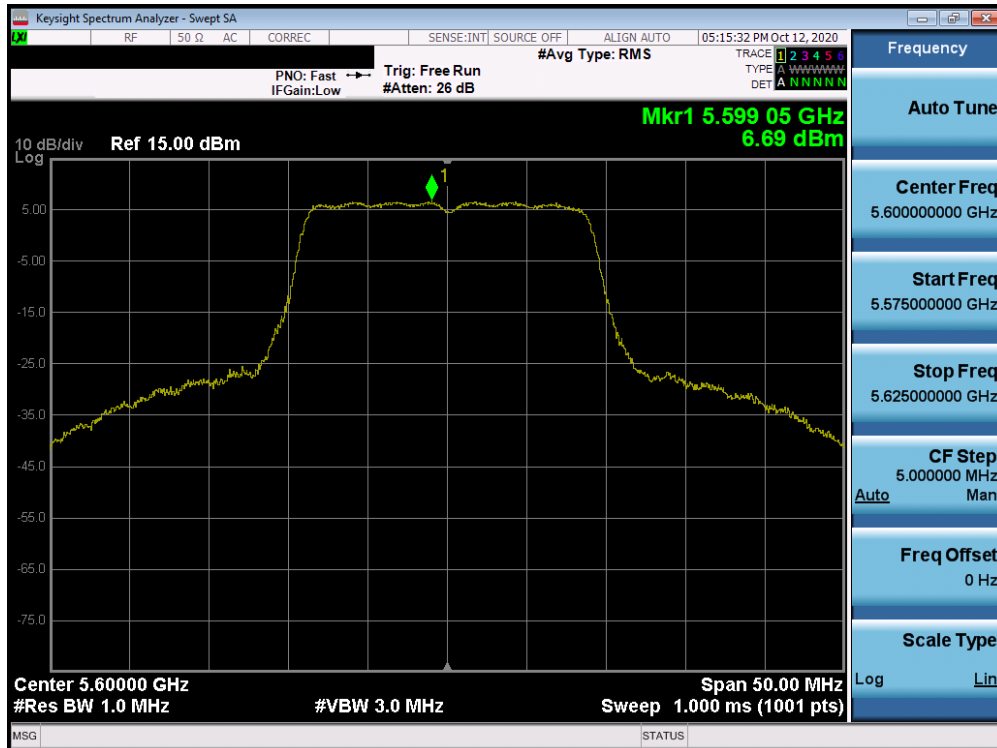 Keysight Spectrum Analyzer - Swept SA
LXI RF 50 Ω AC CORREC SENSE:INT SOURCE OFF ALIGN AUTO 05:15:32 PM Oct 12, 2020
#Avg Type: RMS
TRACE 1 2 3 4 5 6
TYPE A WWWWW
DET A N N N N N
PNO: Fast Trig: Free Run
IFGain:Low #Atten: 26 dB
Mkr1 5.599 05 GHz
6.69 dBm
10 dB/div Ref 15.00 dBm
Log
1
5.00
-5.00
-15.0
-25.0
-35.0
-45.0
-55.0
-65.0
-75.0
Center 5.60000 GHz Span 50.00 MHz
#Res BW 1.0 MHz #VBW 3.0 MHz Sweep 1.000 ms (1001 pts)
MSG STATUS
Frequency
Auto Tune
Center Freq
5.600000000 GHz
Start Freq
5.575000000 GHz
Stop Freq
5.625000000 GHz
CF Step
5.000000 MHz
Auto Man
Freq Offset
0 Hz
Scale Type
Log Lin